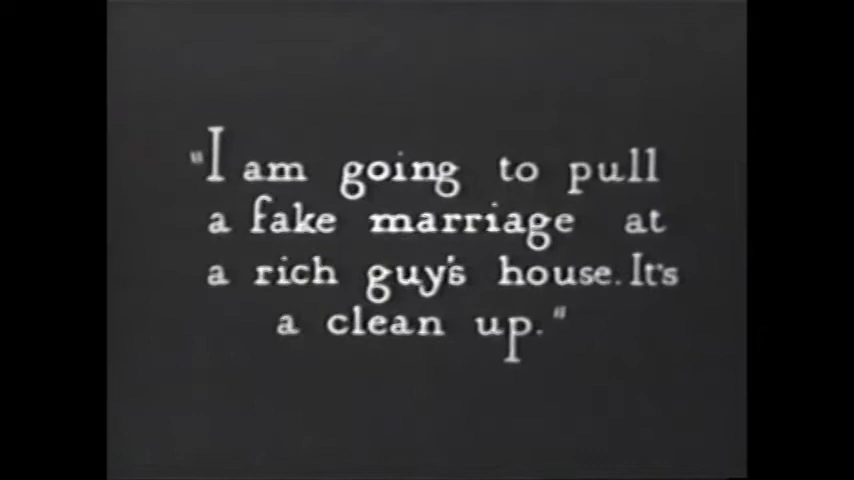 "I am going to pull
a fake marriage at
a rich guy's house. It's
a clean up."